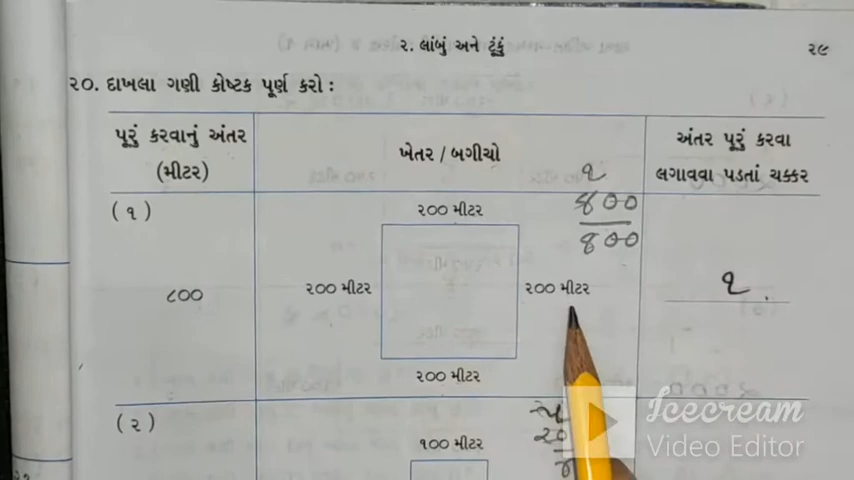 ૨. લાંબું અને ટૂંકું
૨૯
૨૦. દાખલા ગણી કોષ્ટક પૂર્ણ કરો :
પૂરું કરવાનું અંતર
(મીટર)
ખેતર / બગીચો
અંતર પૂરું કરવા
લગાવવા પડતાં ચક્કર
(૧)
૨૦૦ મીટર
૧
૮૦૦
૮૦૦
૮૦૦
૨૦૦ મીટર
૨૦૦ મીટર
૧
૨૦૦ મીટર
(૨)
૧૦૦ મીટર
Icecream
Video Editor